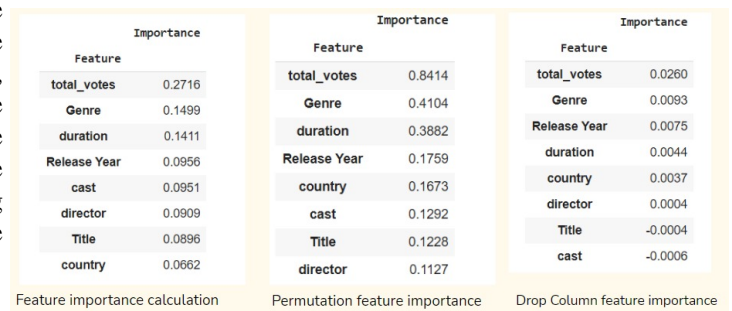 Importance
Feature
total_votes 0.2716
Genre 0.1499
duration 0.1411
Release Year 0.0956
cast 0.0951
director 0.0909
Title 0.0896
country 0.0662
Feature importance calculation
Importance
Feature
total_votes 0.8414
Genre 0.4104
duration 0.3882
Release Year 0.1759
country 0.1673
cast 0.1292
Title 0.1228
director 0.1127
Permutation feature importance
Importance
Feature
total_votes 0.0260
Genre 0.0093
Release Year 0.0075
duration 0.0044
country 0.0037
director 0.0004
Title -0.0004
cast -0.0006
Drop Column feature importance